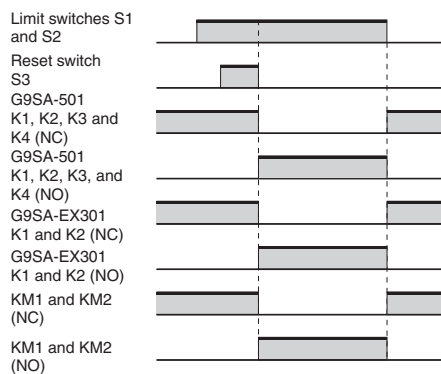 Limit switches S1
and S2
Reset switch
S3
G9SA-501
K1, K2, K3 and
K4 (NC)
G9SA-501
K1, K2, K3, and
K4 (NO)
G9SA-EX301
K1 and K2 (NC)
G9SA-EX301
K1 and K2 (NO)
KM1 and KM2
(NC)
KM1 and KM2
(NO)